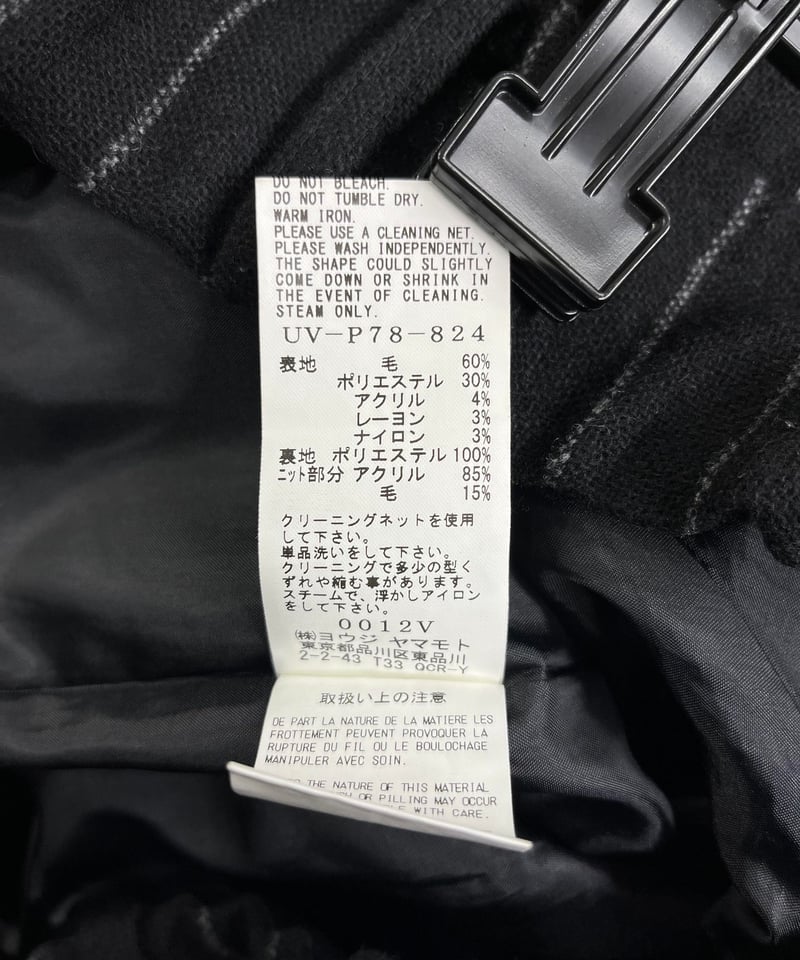 DO NOT BLEACH.
DO NOT TUMBLE DRY.
WARM IRON.
PLEASE USE A CLEANING NET.
PLEASE WASH INDEPENDENTLY.
THE SHAPE COULD SLIGHTLY
COME DOWN OR SHRINK IN
THE EVENT OF CLEANING.
STEAM ONLY.
UV-P78-824
表地 毛 60%
ポリエステル 30%
アクリル 4%
レーヨン 3%
ナイロン 3%
裏地 ポリエステル 100%
ニット部分 アクリル 85%
毛 15%
クリーニングネットを使用
して下さい。
単品洗いをして下さい。
クリーニングで多少の型く
ずれや縮む事があります。
スチームで、浮かしアイロン
をして下さい。
0012V
(株)ヨウジ ヤマモト
東京都品川区東品川
2-2-43 T33 QCR-Y
取扱い上の注意
DE PART LA NATURE DE LA MATIERE LES
FROTTEMENT PEUVENT PROVOQUER LA
RUPTURE DU FIL OU LE BOULOCHAGE
MANIPULER AVEC SOIN.
THE NATURE OF THIS MATERIAL
OR PILLING MAY OCCUR
WITH CARE.